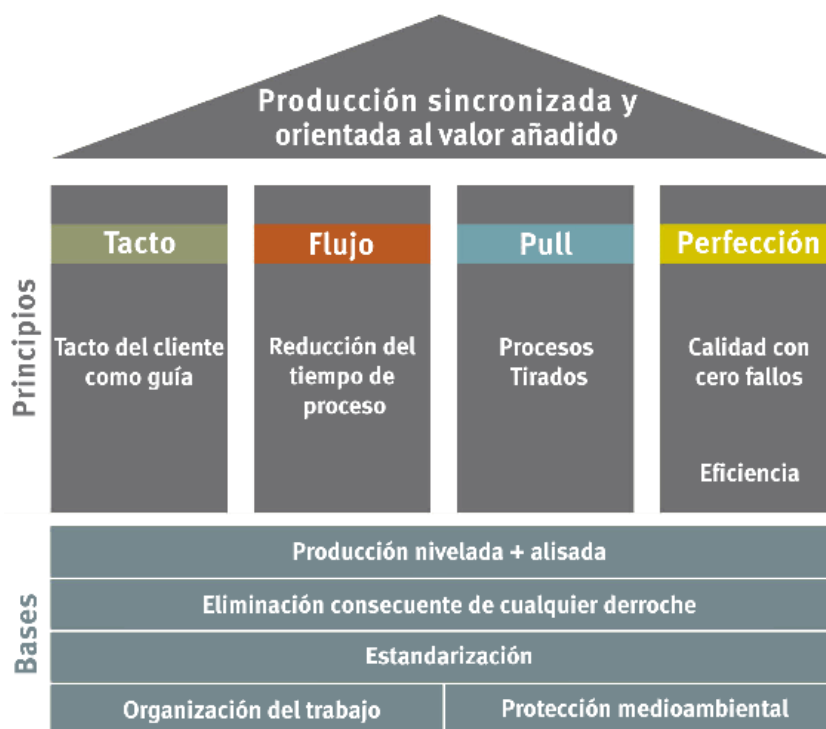 Producción sincronizada y
orientada al valor añadido
Principios
Tacto
Tacto del cliente
como guía
Flujo
Reducción del
tiempo de
proceso
Pull
Procesos
Tirados
Perfección
Calidad con
cero fallos
Eficiencia
Bases
Producción nivelada + alisada
Eliminación consecuente de cualquier derroche
Estandarización
Organización del trabajo
Protección medioambiental